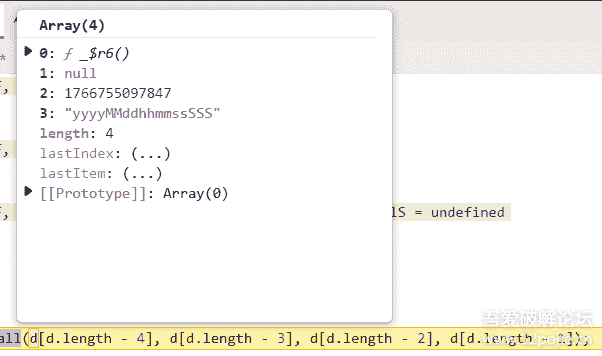 Array(4)
0: ƒ _$r6()
1: null
2: 1766755097847
3: "yyyyMMddhhmmssSSS"
length: 4
lastIndex: (...)
lastItem: (...)
[[Prototype]]: Array(0)
lS = undefined
吾爱破解论坛
all(d[d.length - 4], d[d.length - 3], d[d.length - 2], d[d.length - 1]);